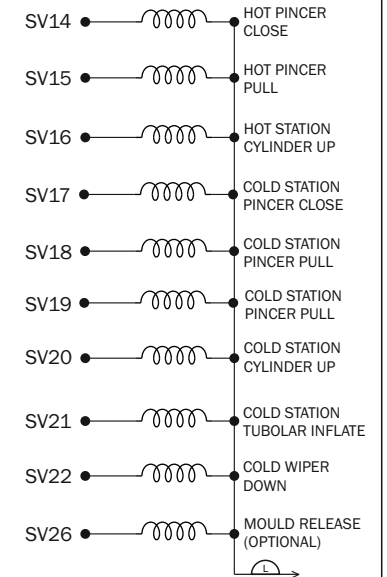 SV14 HOT PINCER
CLOSE
SV15 HOT PINCER
PULL
SV16 HOT STATION
CYLINDER UP
SV17 COLD STATION
PINCER CLOSE
SV18 COLD STATION
PINCER PULL
SV19 COLD STATION
PINCER PULL
SV20 COLD STATION
CYLINDER UP
SV21 COLD STATION
TUBOLAR INFLATE
SV22 COLD WIPER
DOWN
SV26 MOULD RELEASE
(OPTIONAL)
L